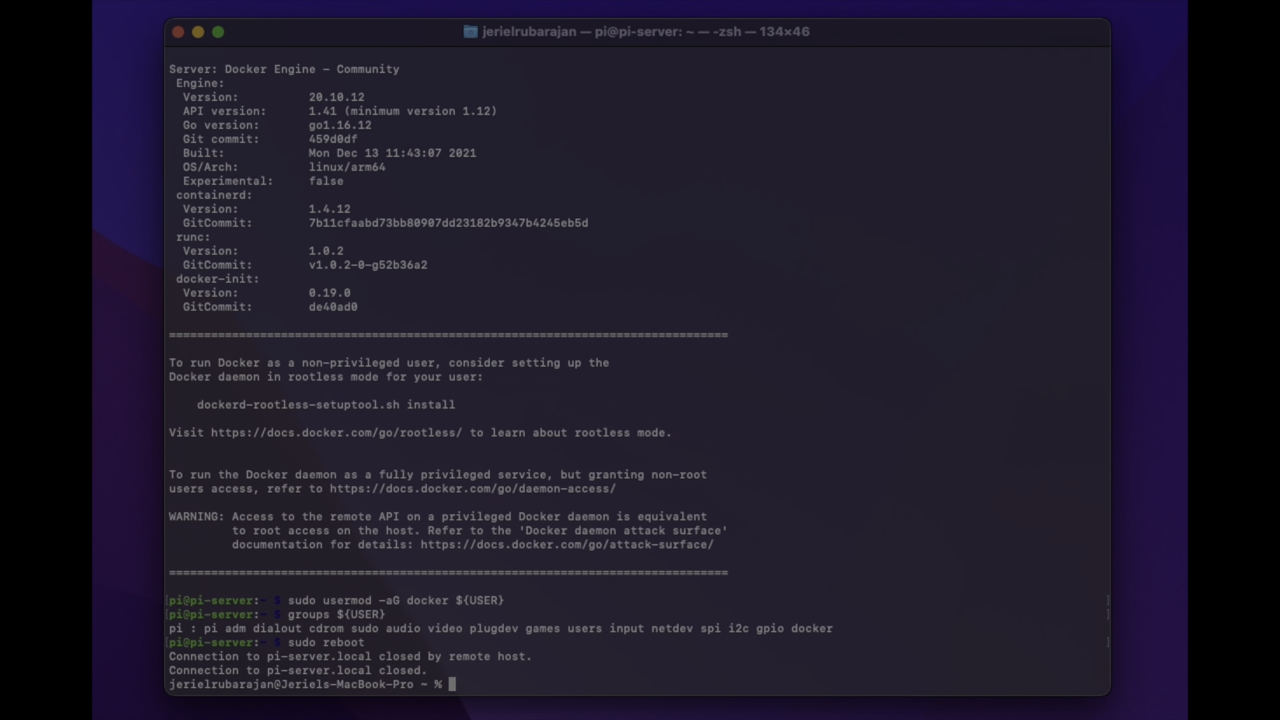 jerielrubarajan — pi@pi-server: ~ — -zsh — 134×46
Server: Docker Engine - Community
Engine:
Version: 20.10.12
API version: 1.41 (minimum version 1.12)
Go version: go1.16.12
Git commit: 459d0df
Built: Mon Dec 13 11:43:07 2021
OS/Arch: linux/arm64
Experimental: false
containerd:
Version: 1.4.12
GitCommit: 7b11cfaabd73bb80907dd23182b9347b4245eb5d
runc:
Version: 1.0.2
GitCommit: v1.0.2-0-g52b36a2
docker-init:
Version: 0.19.0
GitCommit: de40ad0
================================================================================
To run Docker as a non-privileged user, consider setting up the
Docker daemon in rootless mode for your user:
dockerd-rootless-setuptool.sh install
Visit https://docs.docker.com/go/rootless/ to learn about rootless mode.
To run the Docker daemon as a fully privileged service, but granting non-root
users access, refer to https://docs.docker.com/go/daemon-access/
WARNING: Access to the remote API on a privileged Docker daemon is equivalent
to root access on the host. Refer to the 'Docker daemon attack surface'
documentation for details: https://docs.docker.com/go/attack-surface/
================================================================================
[pi@pi-server:~ $ sudo usermod -aG docker ${USER} ]
[pi@pi-server:~ $ groups ${USER} ]
pi : pi adm dialout cdrom sudo audio video plugdev games users input netdev spi i2c gpio docker
[pi@pi-server:~ $ sudo reboot ]
Connection to pi-server.local closed by remote host.
Connection to pi-server.local closed.
jerielrubarajan@Jeriels-MacBook-Pro ~ %